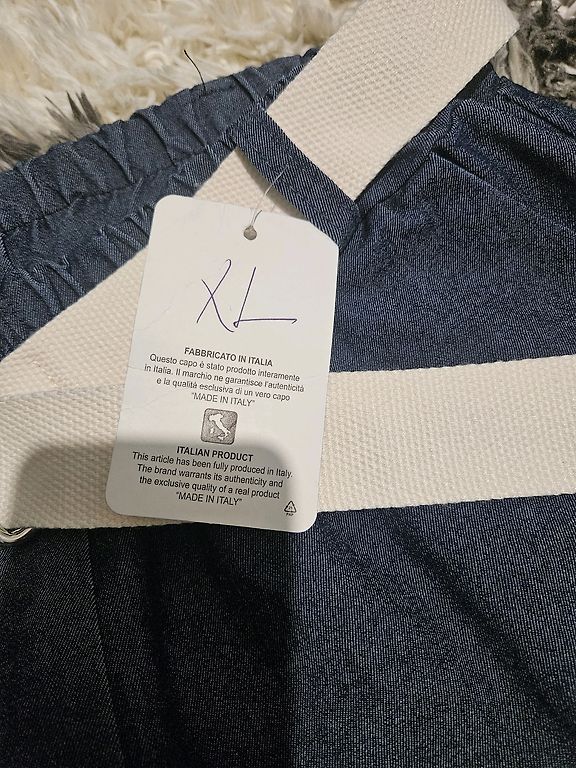 XL
FABBRICATO IN ITALIA
Questo capo é stato prodotto interamente
in Italia. Il marchio ne garantisce l'autenticità
e la qualità esclusiva di un vero capo
"MADE IN ITALY"
ITALIAN PRODUCT
This article has been fully produced in Italy.
The brand warrants its authenticity and
the exclusive quality of a real product
"MADE IN ITALY"
PAP